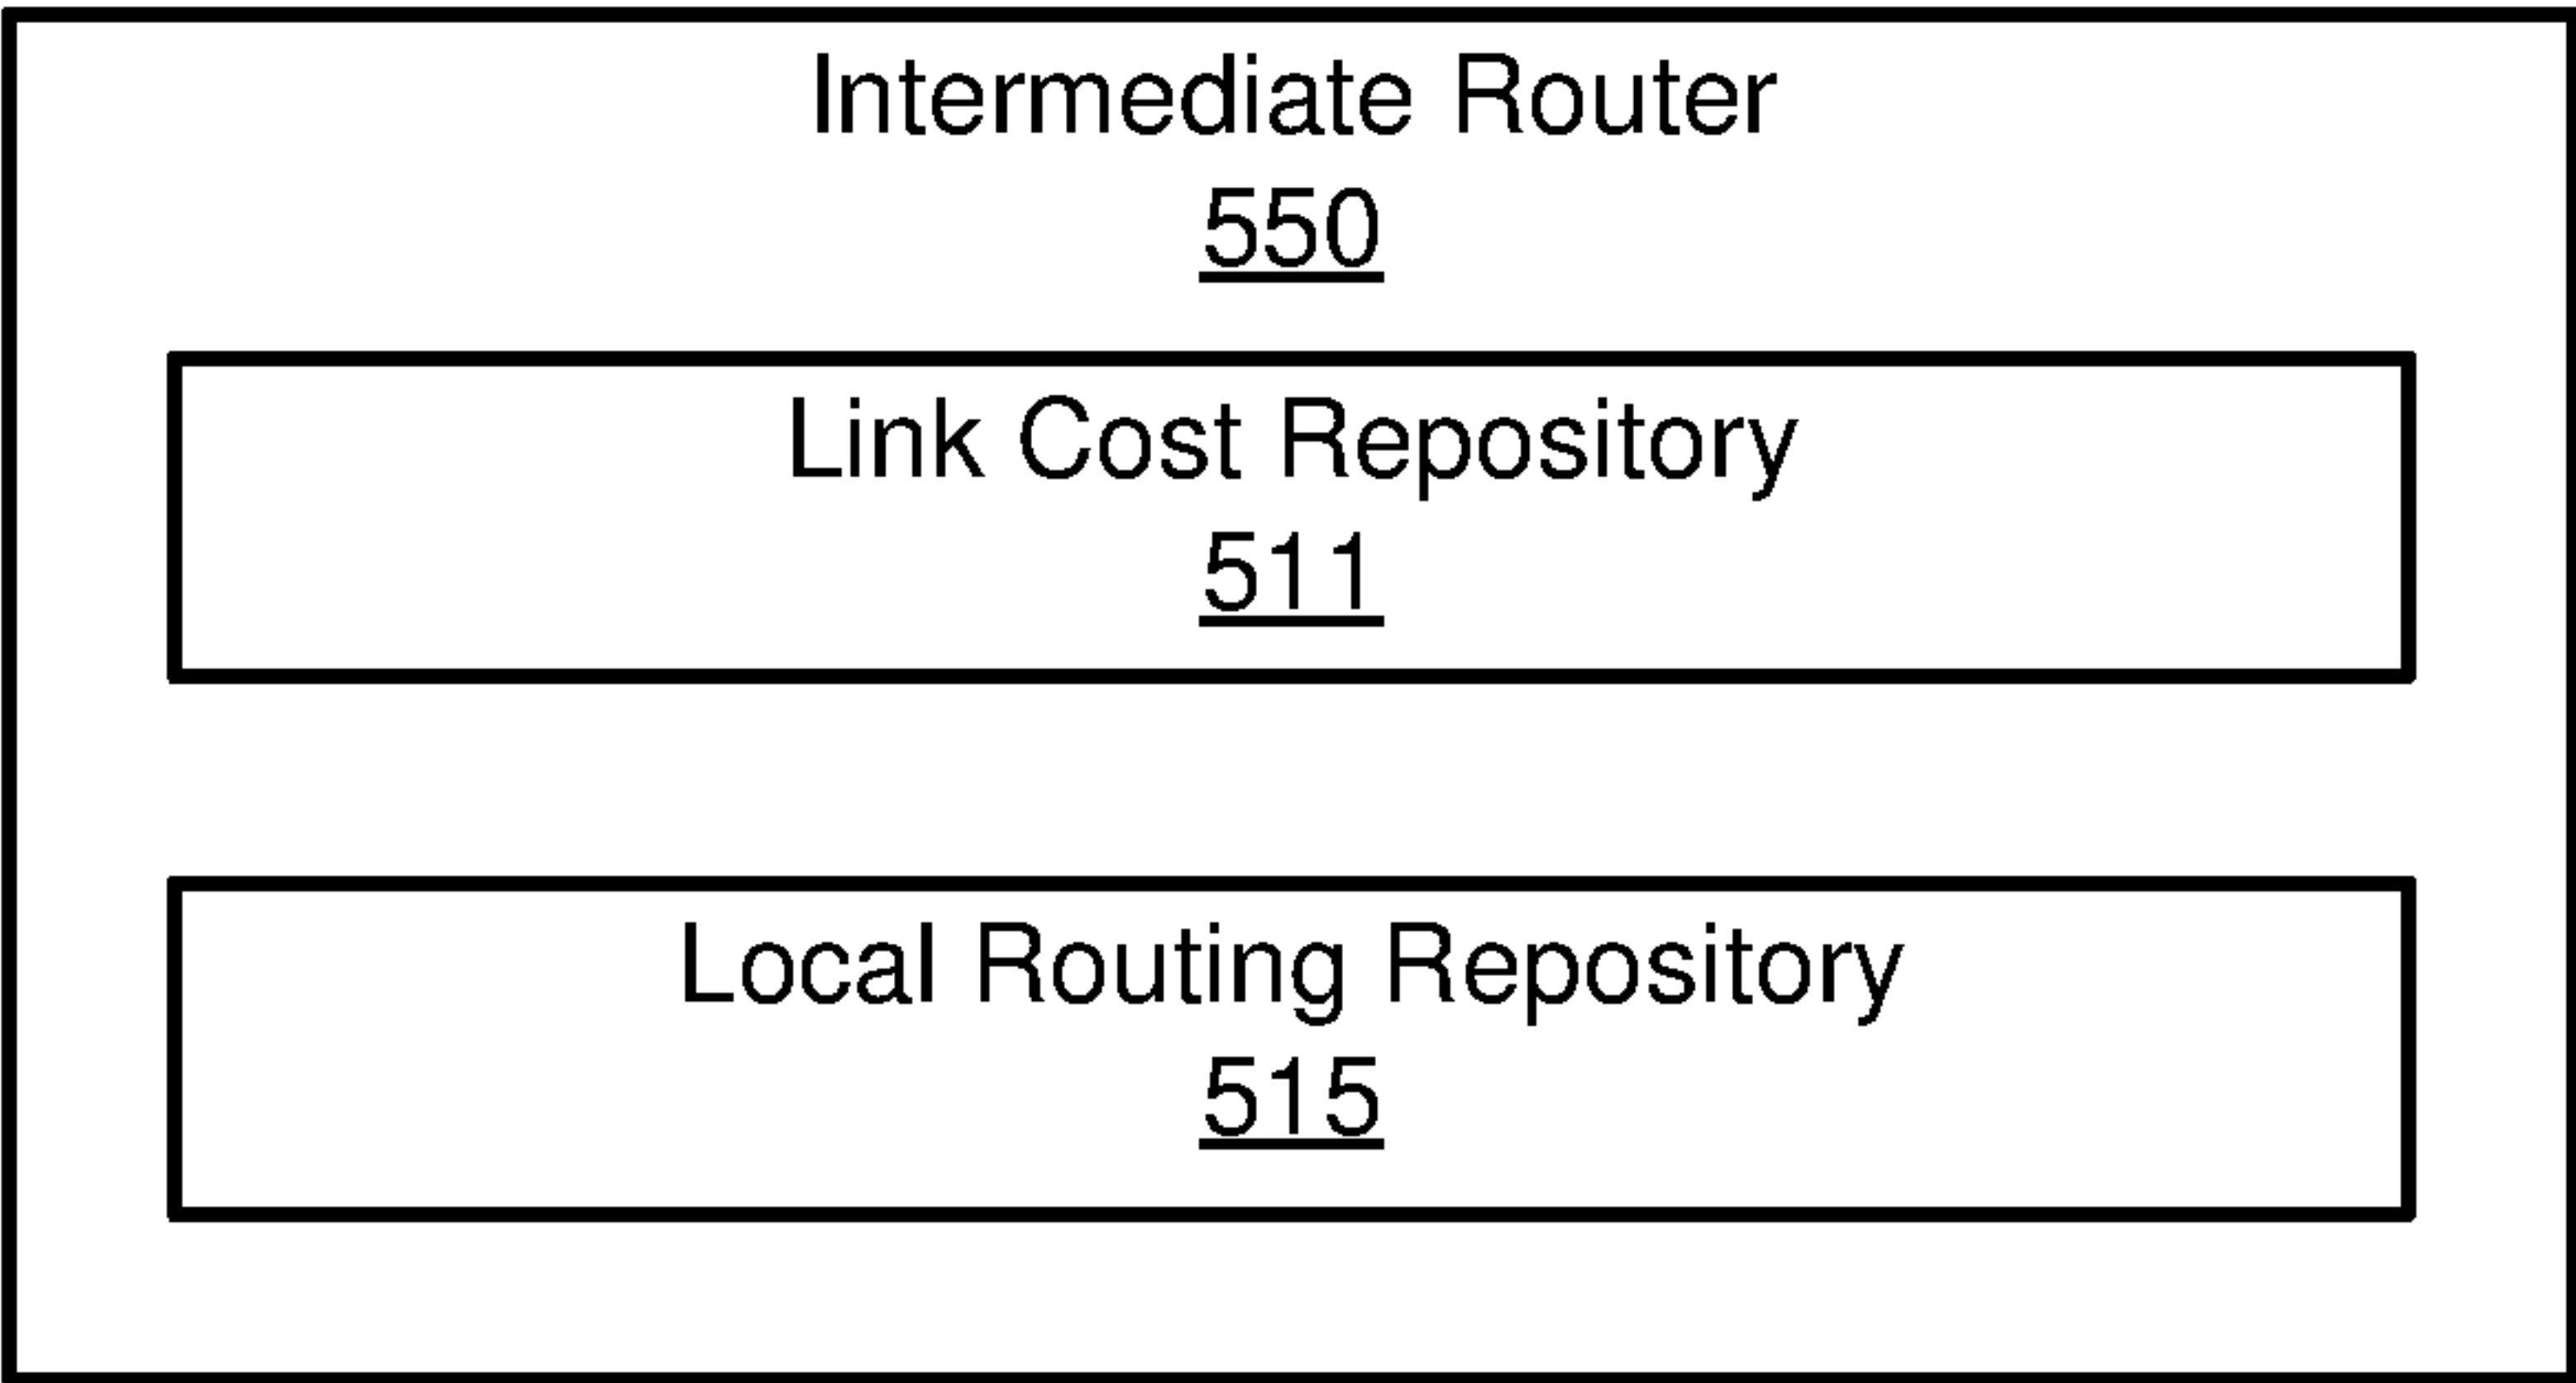 Intermediate Router
550
Link Cost Repository
511
Local Routing Repository
515